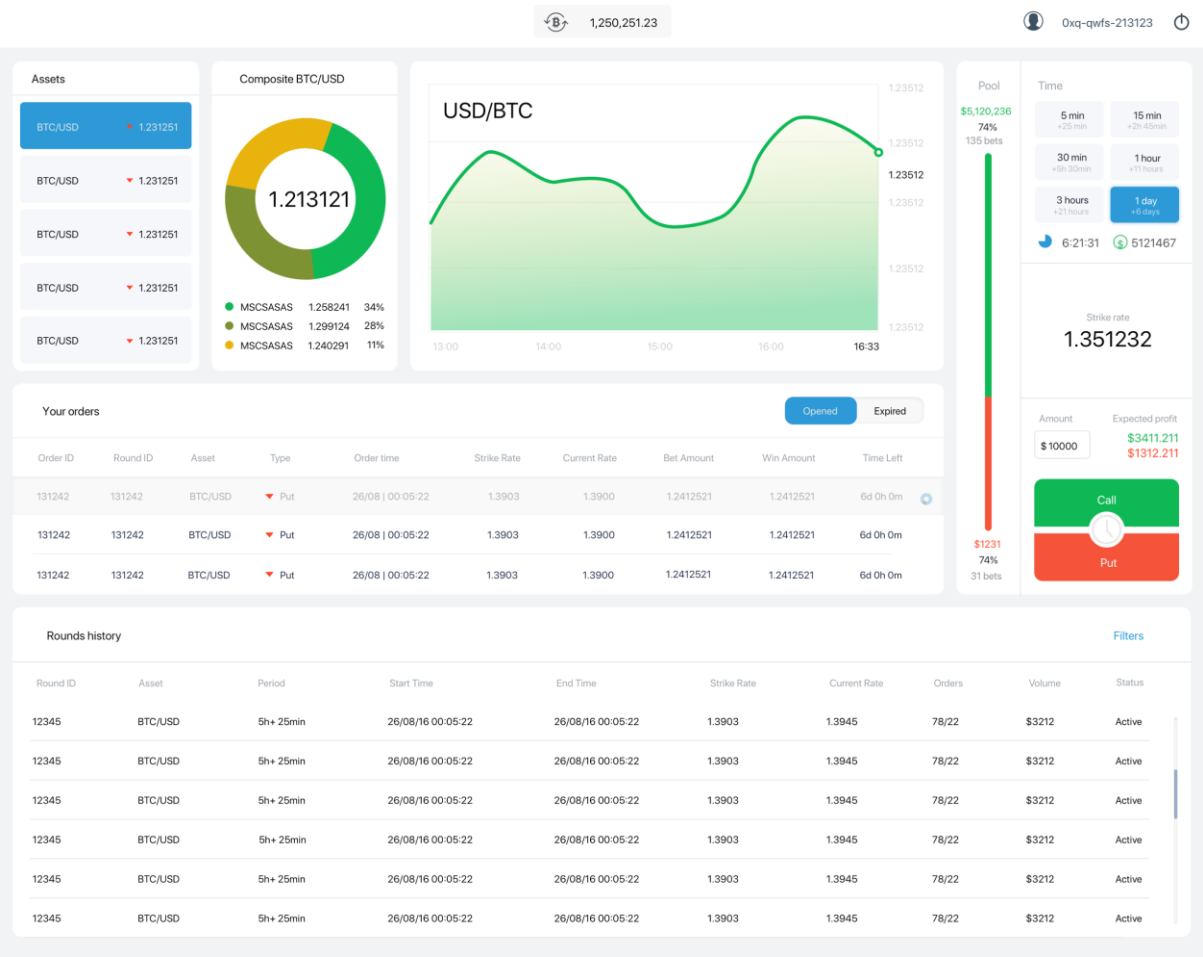 1,250,251.23
0xq-qwfs-213123
Assets
BTC/USD 1.231251
BTC/USD 1.231251
BTC/USD 1.231251
BTC/USD 1.231251
BTC/USD 1.231251
Composite BTC/USD
1.213121
MSCSASAS 1.258241 34%
MSCSASAS 1.299124 28%
MSCSASAS 1.240291 11%
USD/BTC
1.23512
1.23512
1.23512
1.23512
1.23512
1.23512
13:00 14:00 15:00 16:00 16:33
Pool
$5,120,236
74%
135 bets
$1231
74%
31 bets
Time
5 min 15 min
+25 min +2h 45min
30 min 1 hour
+5h 30min +11 hours
3 hours 1 day
+21 hours +6 days
6:21:31 $ 5121467
Strike rate
1.351232
Amount Expected profit
$ 10000 $3411.211
$1312.211
Call
Put
Your orders Opened Expired
Order ID Round ID Asset Type Order time Strike Rate Current Rate Bet Amount Win Amount Time Left
131242 131242 BTC/USD Put 26/08 | 00:05:22 1.3903 1.3900 1.2412521 1.2412521 6d 0h 0m
131242 131242 BTC/USD Put 26/08 | 00:05:22 1.3903 1.3900 1.2412521 1.2412521 6d 0h 0m
131242 131242 BTC/USD Put 26/08 | 00:05:22 1.3903 1.3900 1.2412521 1.2412521 6d 0h 0m
Rounds history Filters
Round ID Asset Period Start Time End Time Strike Rate Current Rate Orders Volume Status
12345 BTC/USD 5h+ 25min 26/08/16 00:05:22 26/08/16 00:05:22 1.3903 1.3945 78/22 $3212 Active
12345 BTC/USD 5h+ 25min 26/08/16 00:05:22 26/08/16 00:05:22 1.3903 1.3945 78/22 $3212 Active
12345 BTC/USD 5h+ 25min 26/08/16 00:05:22 26/08/16 00:05:22 1.3903 1.3945 78/22 $3212 Active
12345 BTC/USD 5h+ 25min 26/08/16 00:05:22 26/08/16 00:05:22 1.3903 1.3945 78/22 $3212 Active
12345 BTC/USD 5h+ 25min 26/08/16 00:05:22 26/08/16 00:05:22 1.3903 1.3945 78/22 $3212 Active
12345 BTC/USD 5h+ 25min 26/08/16 00:05:22 26/08/16 00:05:22 1.3903 1.3945 78/22 $3212 Active